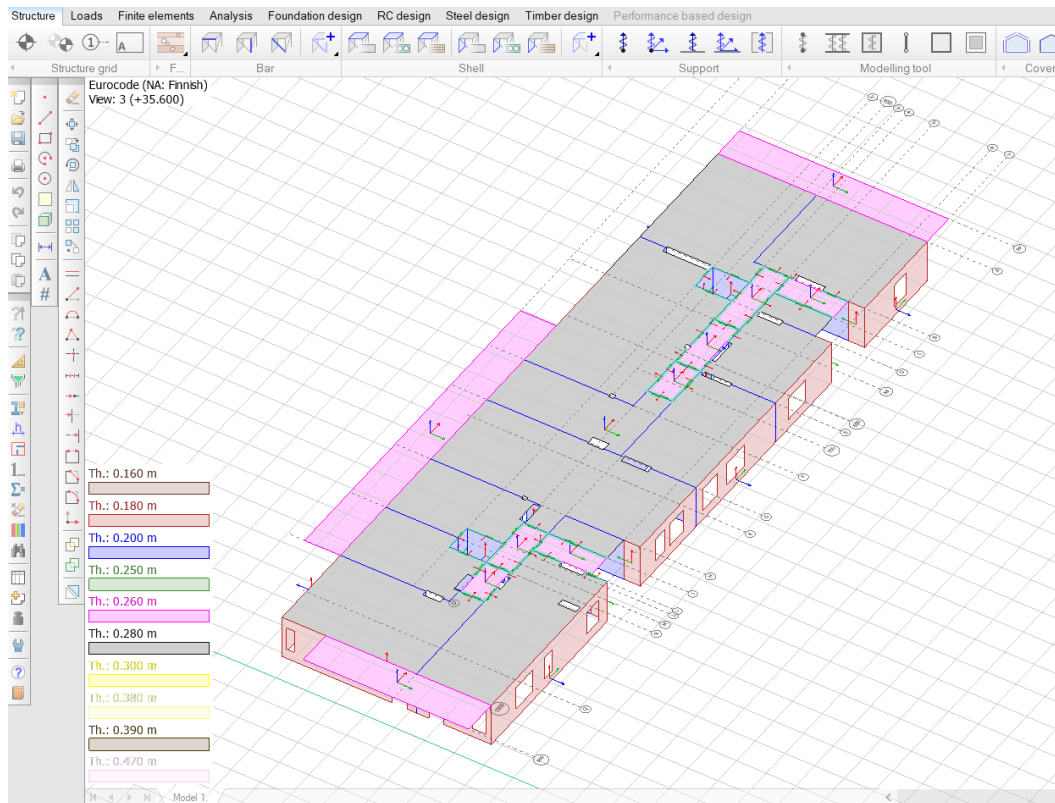 Structure Loads Finite elements Analysis Foundation design RC design Steel design Timber design Performance based design
1
A
Structure grid F... Bar Shell Support Modelling tool Cover
Eurocode (NA: Finnish)
View: 3 (+35.600)
A
#
h
1...
Σ=
Th.: 0.160 m
Th.: 0.180 m
Th.: 0.200 m
Th.: 0.250 m
Th.: 0.260 m
Th.: 0.280 m
Th.: 0.300 m
Th.: 0.380 m
Th.: 0.390 m
Th.: 0.470 m
Model 1.